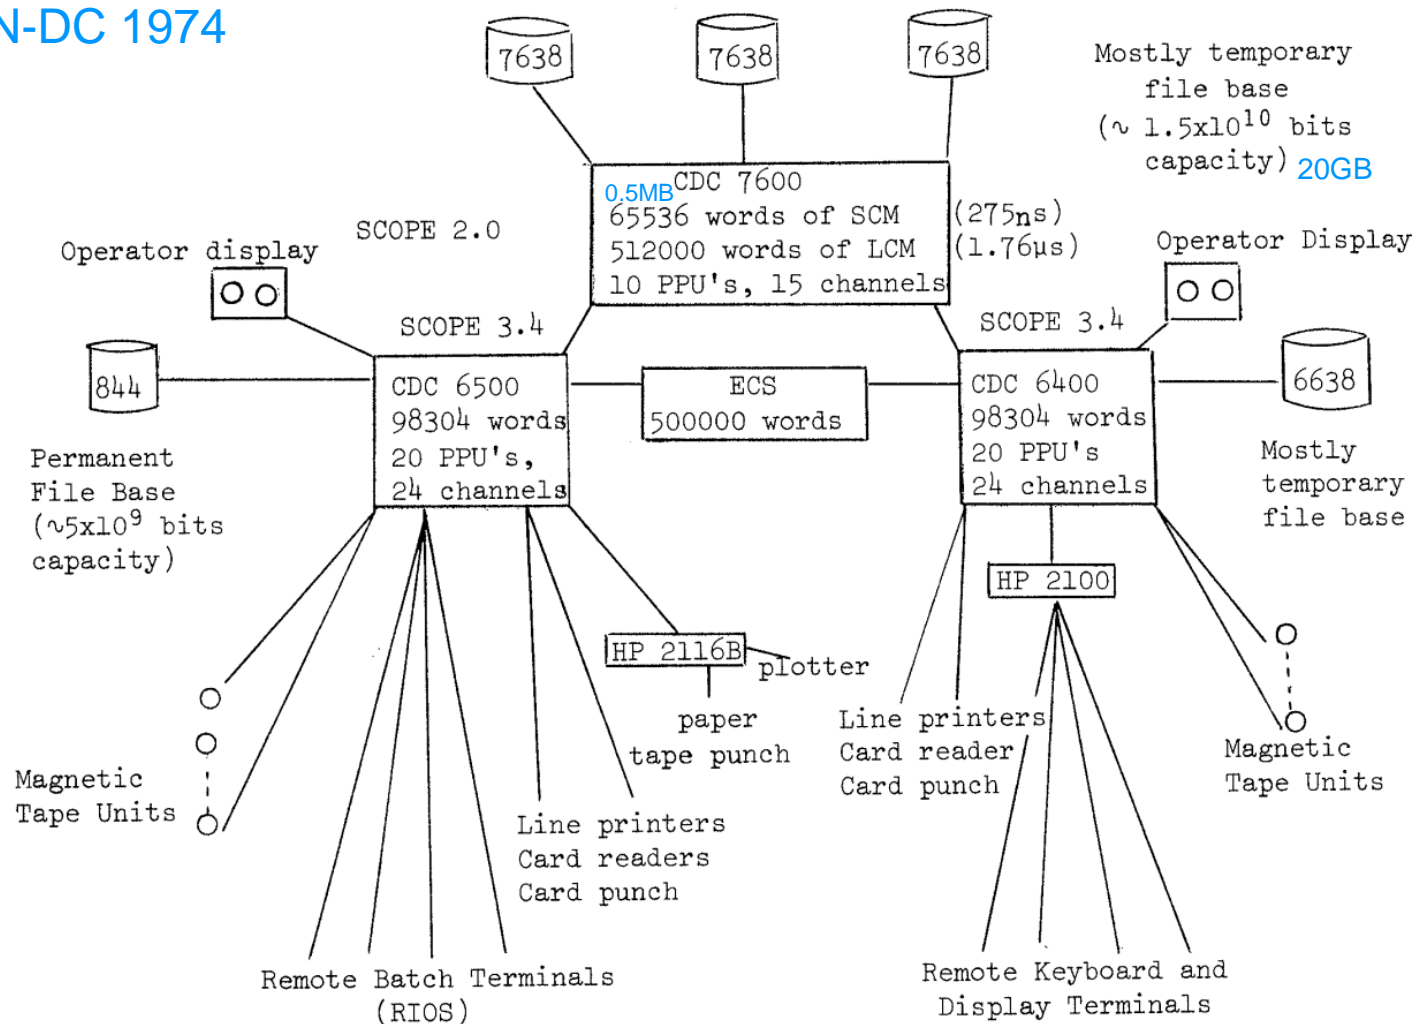 N-DC 1974
7638
7638
7638
Mostly temporary
file base
(~ 1.5x10¹⁰ bits
capacity) 20GB
CDC 7600
0.5MB
65536 words of SCM (275ns)
512000 words of LCM (1.76μs)
10 PPU's, 15 channels
SCOPE 2.0
Operator display
Operator Display
SCOPE 3.4
SCOPE 3.4
844
CDC 6500
98304 words
20 PPU's,
24 channels
ECS
500000 words
CDC 6400
98304 words
20 PPU's
24 channels
6638
Permanent
File Base
(~5x10⁹ bits
capacity)
Mostly
temporary
file base
HP 2100
HP 2116B
plotter
paper
tape punch
Line printers
Card reader
Card punch
Magnetic
Tape Units
Magnetic
Tape Units
Line printers
Card readers
Card punch
Remote Batch Terminals
(RIOS)
Remote Keyboard and
Display Terminals